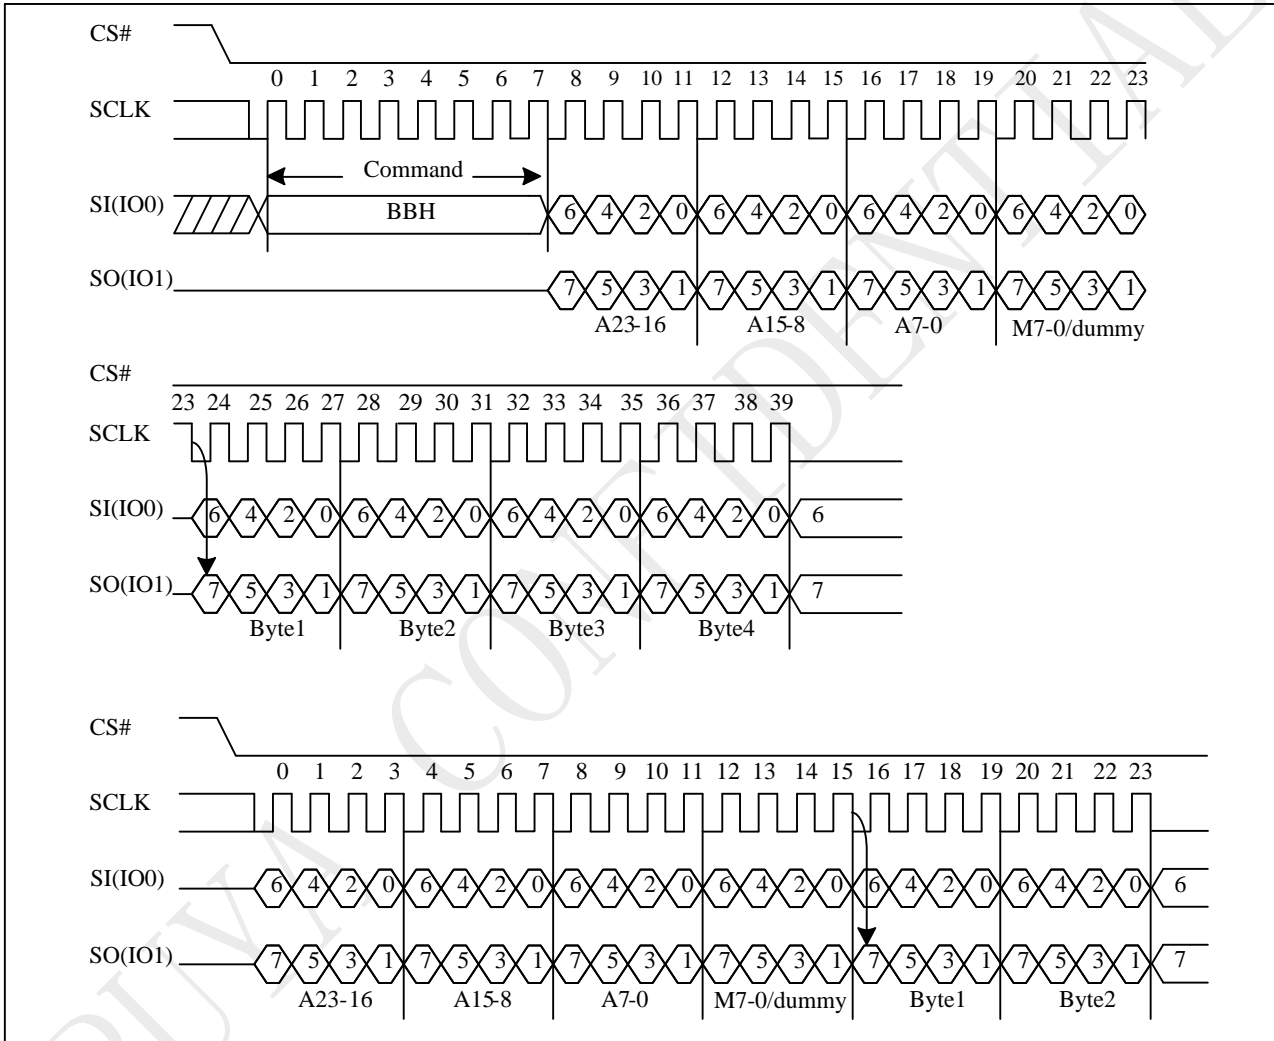 CS#
0 1 2 3 4 5 6 7 8 9 10 11 12 13 14 15 16 17 18 19 20 21 22 23
SCLK
Command
SI(IO0) BBH 6 4 2 0 6 4 2 0 6 4 2 0 6 4 2 0
SO(IO1) 7 5 3 1 7 5 3 1 7 5 3 1 7 5 3 1
A23-16 A15-8 A7-0 M7-0/dummy
CS#
23 24 25 26 27 28 29 30 31 32 33 34 35 36 37 38 39
SCLK
SI(IO0) 6 4 2 0 6 4 2 0 6 4 2 0 6 4 2 0 6
SO(IO1) 7 5 3 1 7 5 3 1 7 5 3 1 7 5 3 1 7
Byte1 Byte2 Byte3 Byte4
CS#
0 1 2 3 4 5 6 7 8 9 10 11 12 13 14 15 16 17 18 19 20 21 22 23
SCLK
SI(IO0) 6 4 2 0 6 4 2 0 6 4 2 0 6 4 2 0 6 4 2 0 6 4 2 0 6
SO(IO1) 7 5 3 1 7 5 3 1 7 5 3 1 7 5 3 1 7 5 3 1 7 5 3 1 7
A23-16 A15-8 A7-0 M7-0/dummy Byte1 Byte2
PUYA CONFIDENTIAL